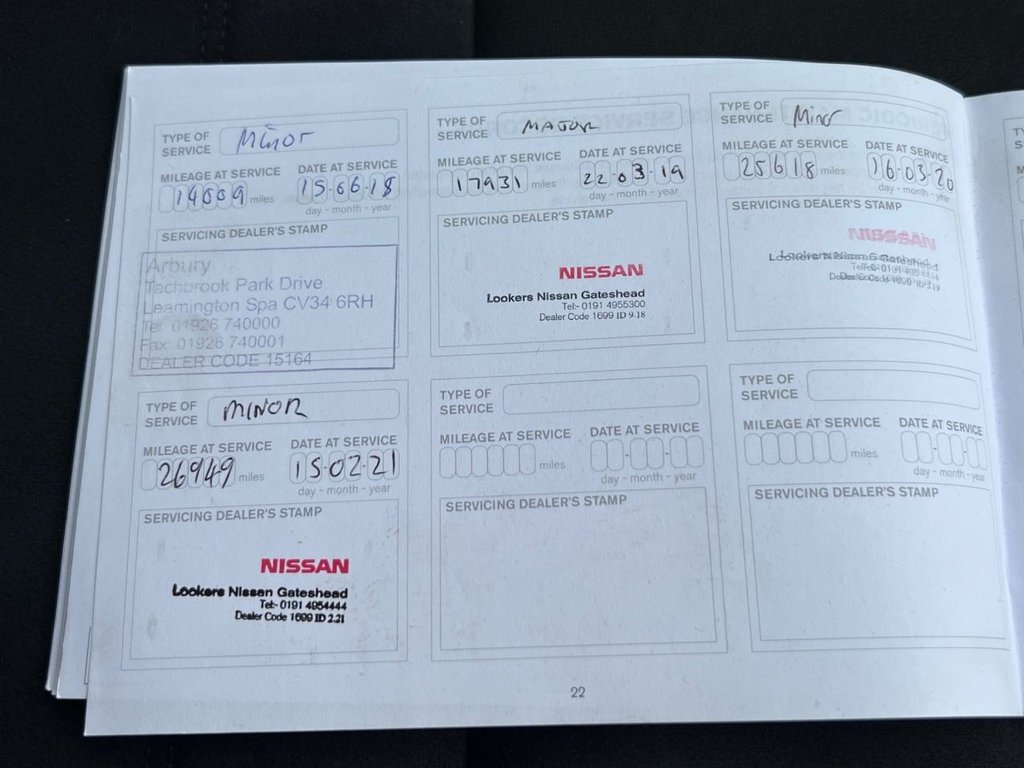 TYPE OF SERVICE Minor
MILEAGE AT SERVICE DATE AT SERVICE
14009 miles 15-06-18
day - month - year
SERVICING DEALER'S STAMP
Arbury
Tachbrook Park Drive
Leamington Spa CV34 6RH
Tel: 01926 740000
Fax: 01926 740001
DEALER CODE 15164
TYPE OF SERVICE MAJOR
MILEAGE AT SERVICE DATE AT SERVICE
17931 miles 22-03-19
day - month - year
SERVICING DEALER'S STAMP
NISSAN
Lookers Nissan Gateshead
Tel:- 0191 4955300
Dealer Code 1699 ID 9.18
TYPE OF SERVICE Minor
MILEAGE AT SERVICE DATE AT SERVICE
25618 miles 16-03-20
day - month - year
SERVICING DEALER'S STAMP
NISSAN
Lookers Nissan Gateshead
TYPE OF SERVICE MINOR
MILEAGE AT SERVICE DATE AT SERVICE
26949 miles 15-02-21
day - month - year
SERVICING DEALER'S STAMP
NISSAN
Lookers Nissan Gateshead
Tel:- 0191 4954444
Dealer Code 1699 ID 2.21
TYPE OF SERVICE
MILEAGE AT SERVICE DATE AT SERVICE
miles
day - month - year
SERVICING DEALER'S STAMP
TYPE OF SERVICE
MILEAGE AT SERVICE DATE AT SERVICE
miles
day - month - year
SERVICING DEALER'S STAMP
22